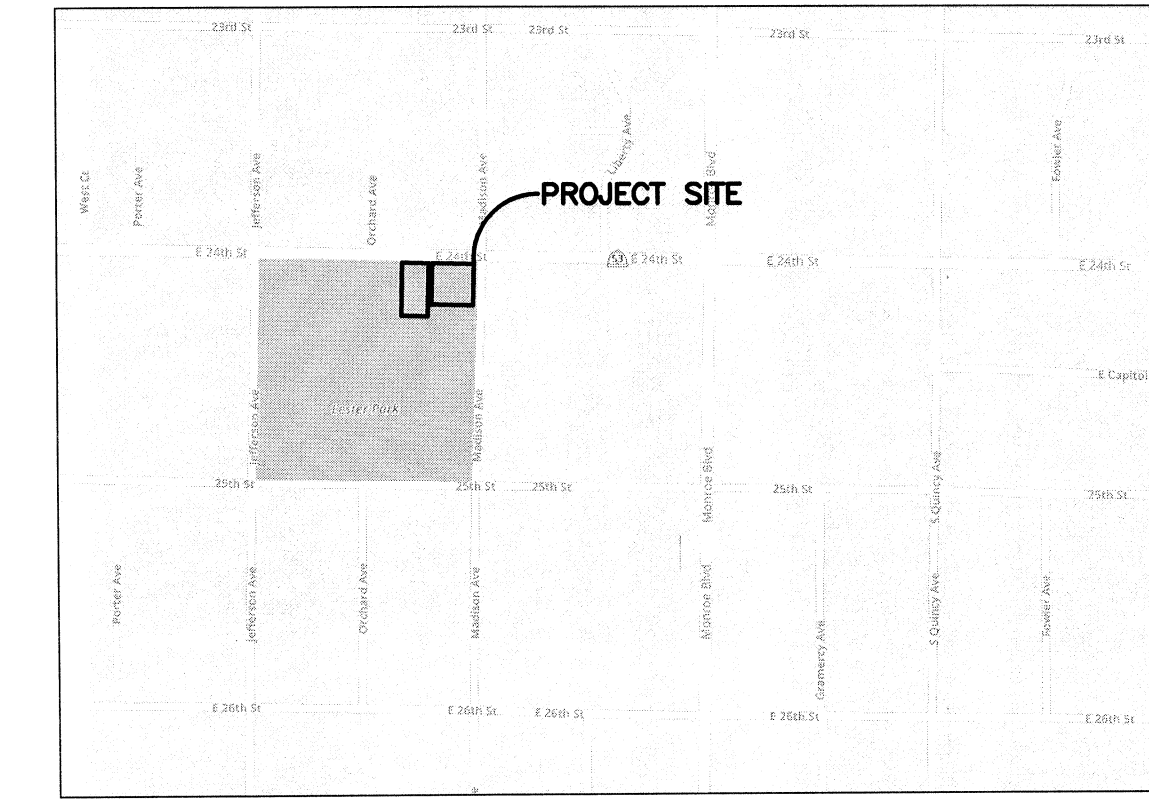 23rd St
23rd St
23rd St
23rd St
23rd St
West Ct
Porter Ave
Jefferson Ave
Orchard Ave
Madison Ave
Liberty Ave
Monroe Blvd
Fowler Ave
PROJECT SITE
E 24th St
E 24th St
53
E 24th St
E 24th St
E 24th St
E Capitol
Lester Park
Jefferson Ave
Madison Ave
Monroe Blvd
S Quincy Ave
25th St
25th St
25th St
25th St
25th St
Porter Ave
Jefferson Ave
Orchard Ave
Madison Ave
Monroe Blvd
Gramercy Ave
S Quincy Ave
Fowler Ave
E 26th St
E 26th St
E 26th St
E 26th St
E 26th St